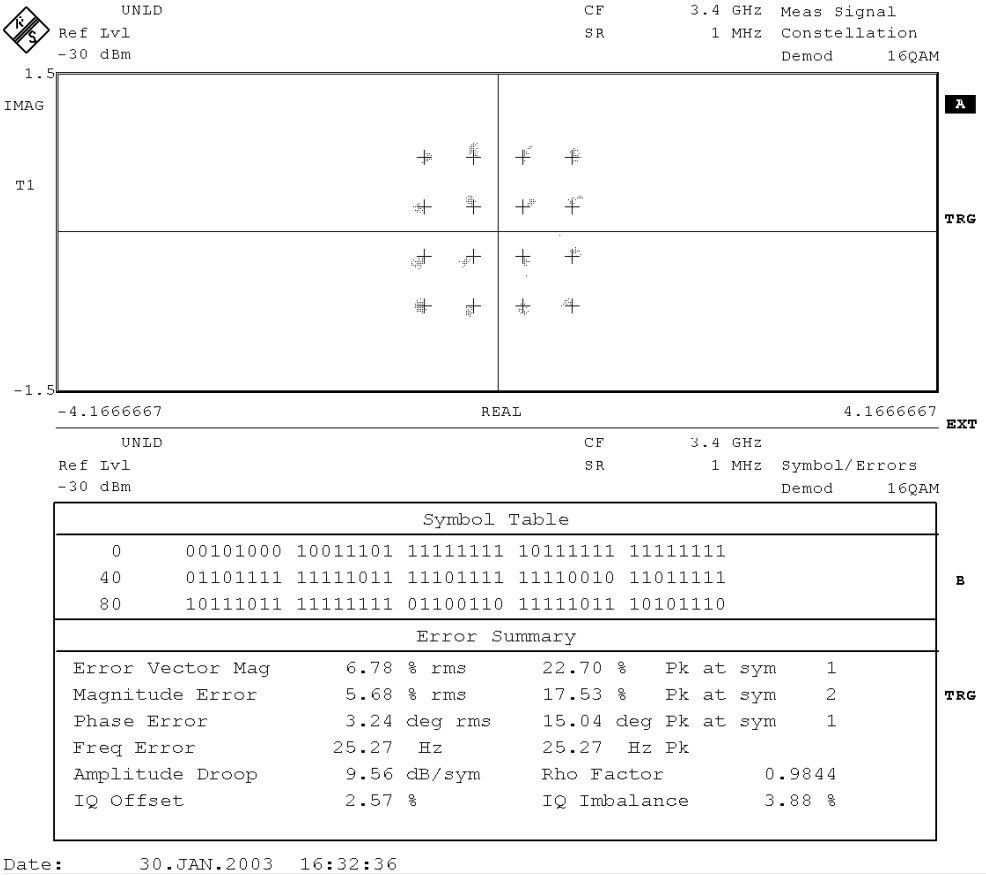 UNLD CF 3.4 GHz Meas Signal
R S Ref Lvl SR 1 MHz Constellation
-30 dBm Demod 16QAM
1.5
IMAG A
T1
TRG
-1.5
-4.1666667 REAL 4.1666667
EXT
UNLD CF 3.4 GHz
Ref Lvl SR 1 MHz Symbol/Errors
-30 dBm Demod 16QAM
Symbol Table
0 00101000 10011101 11111111 10111111 11111111
40 01101111 11111011 11101111 11110010 11011111
B
80 10111011 11111111 01100110 11111011 10101110
Error Summary
Error Vector Mag 6.78 % rms 22.70 % Pk at sym 1
Magnitude Error 5.68 % rms 17.53 % Pk at sym 2
TRG
Phase Error 3.24 deg rms 15.04 deg Pk at sym 1
Freq Error 25.27 Hz 25.27 Hz Pk
Amplitude Droop 9.56 dB/sym Rho Factor 0.9844
IQ Offset 2.57 % IQ Imbalance 3.88 %
Date: 30.JAN.2003 16:32:36